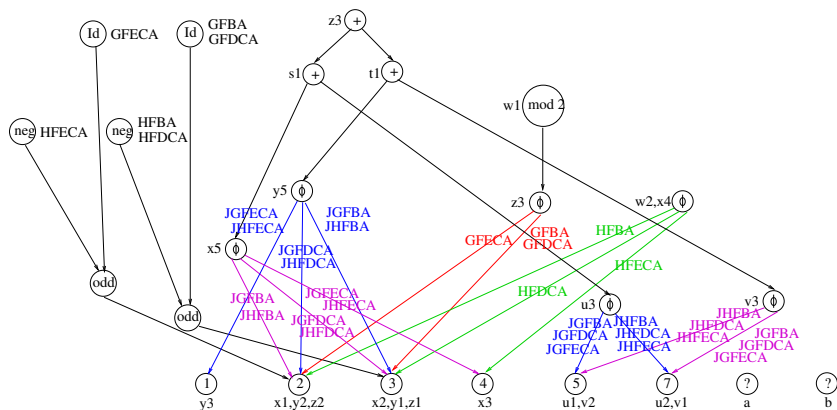 z3 +
Id GFECA
Id GFBA
GFDCA
s1 +
t1 +
w1 mod 2
neg HFECA
neg HFBA
HFDCA
y5 ϕ
z3 ϕ
w2,x4 ϕ
JGFECA
JHFECA
JGFBA
JHFBA
GFECA
GFBA
GFDCA
HFBA
x5 ϕ
JGFDCA
JHFDCA
HFECA
odd
JGFBA
JHFBA
JGFECA
JHFECA
HFDCA
odd
JGFDCA
JHFDCA
u3 ϕ
v3 ϕ
JGFBA
JGFDCA
JGFECA
JHFBA
JHFDCA
JHFECA
JHFBA
JHFDCA
JHFECA
JGFBA
JGFDCA
JGFECA
1 2 3 4 5 7 ? ?
y3 x1,y2,z2 x2,y1,z1 x3 u1,v2 u2,v1 a b